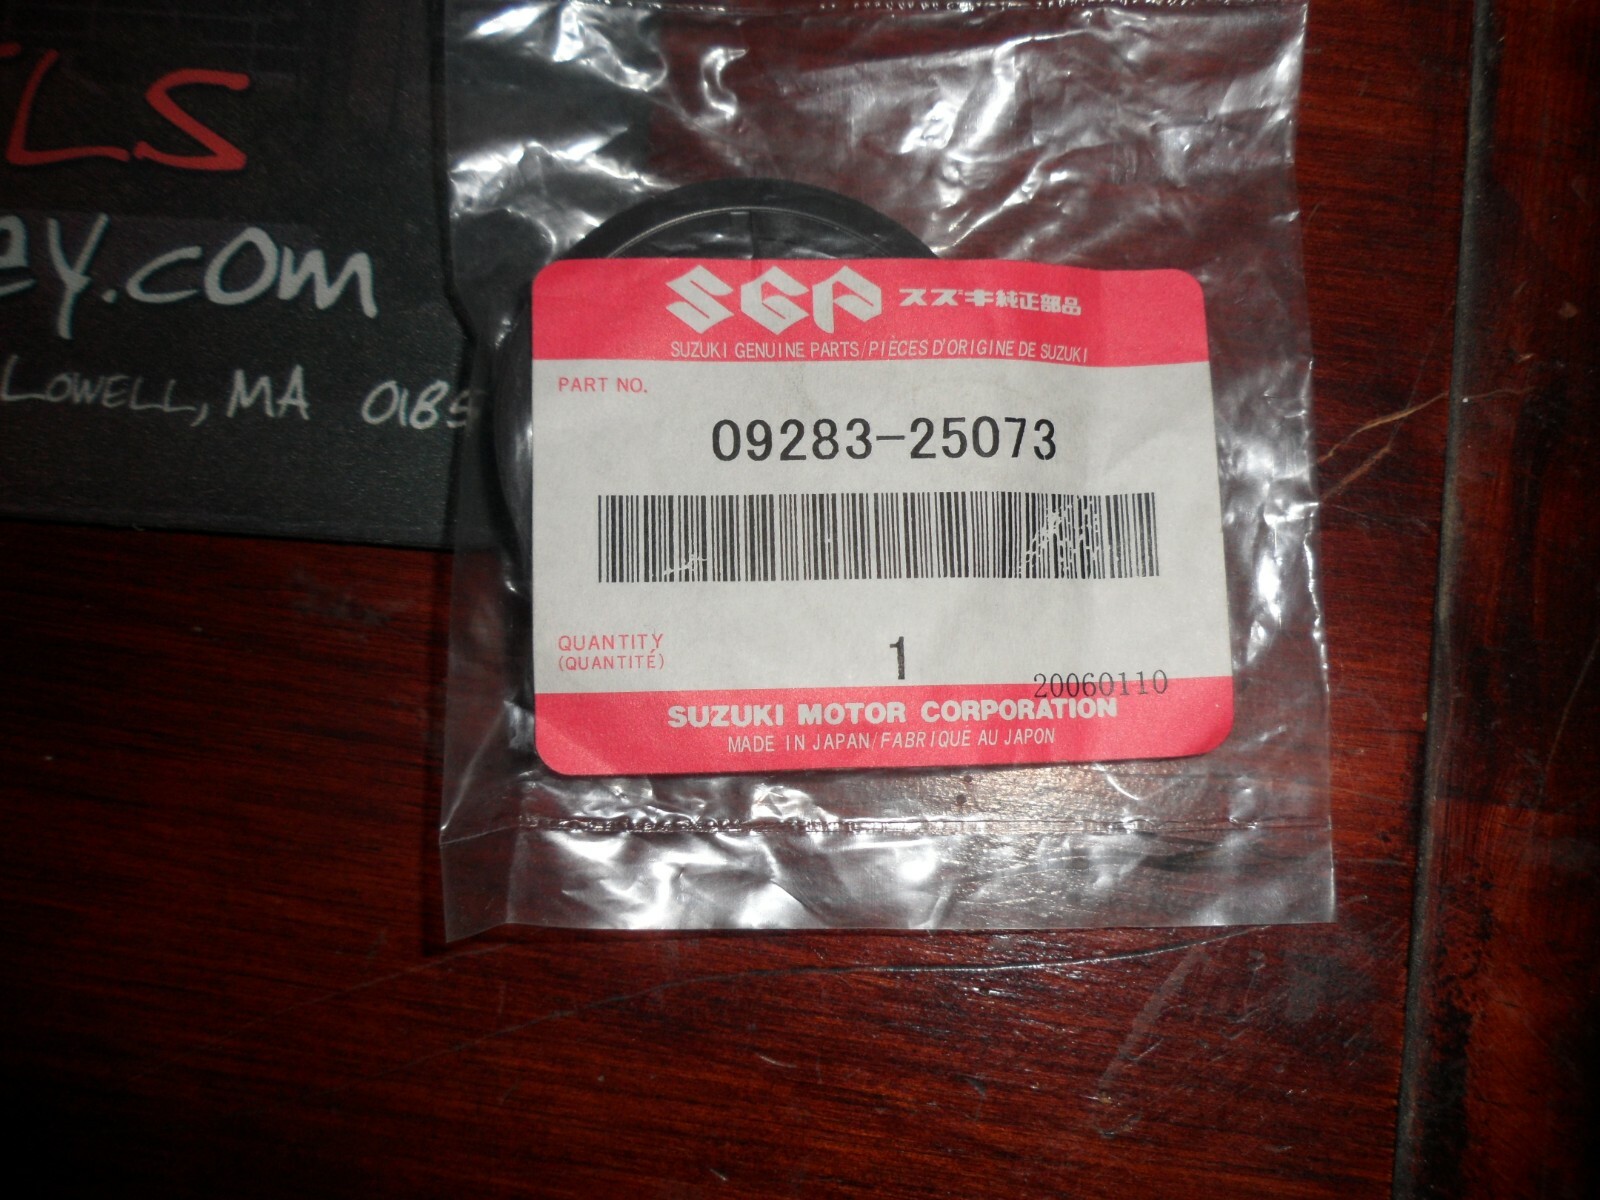 LS
ey.com
LOWELL, MA 0185
SGP スズキ純正部品
SUZUKI GENUINE PARTS/PIÈCES D'ORIGINE DE SUZUKI
PART NO.
09283-25073
QUANTITY
(QUANTITÉ)
1
20060110
SUZUKI MOTOR CORPORATION
MADE IN JAPAN/FABRIQUE AU JAPON